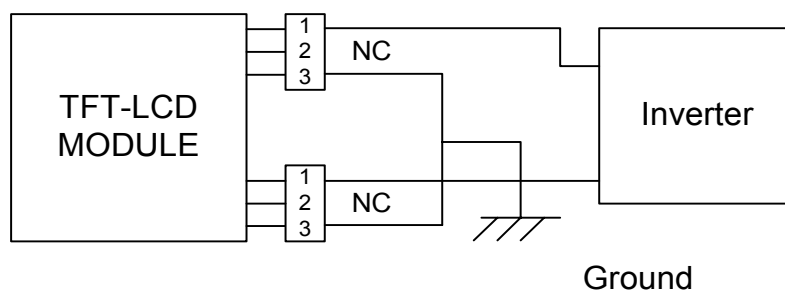 TFT-LCD
MODULE
1
2
3
NC
1
2
3
NC
Inverter
Ground